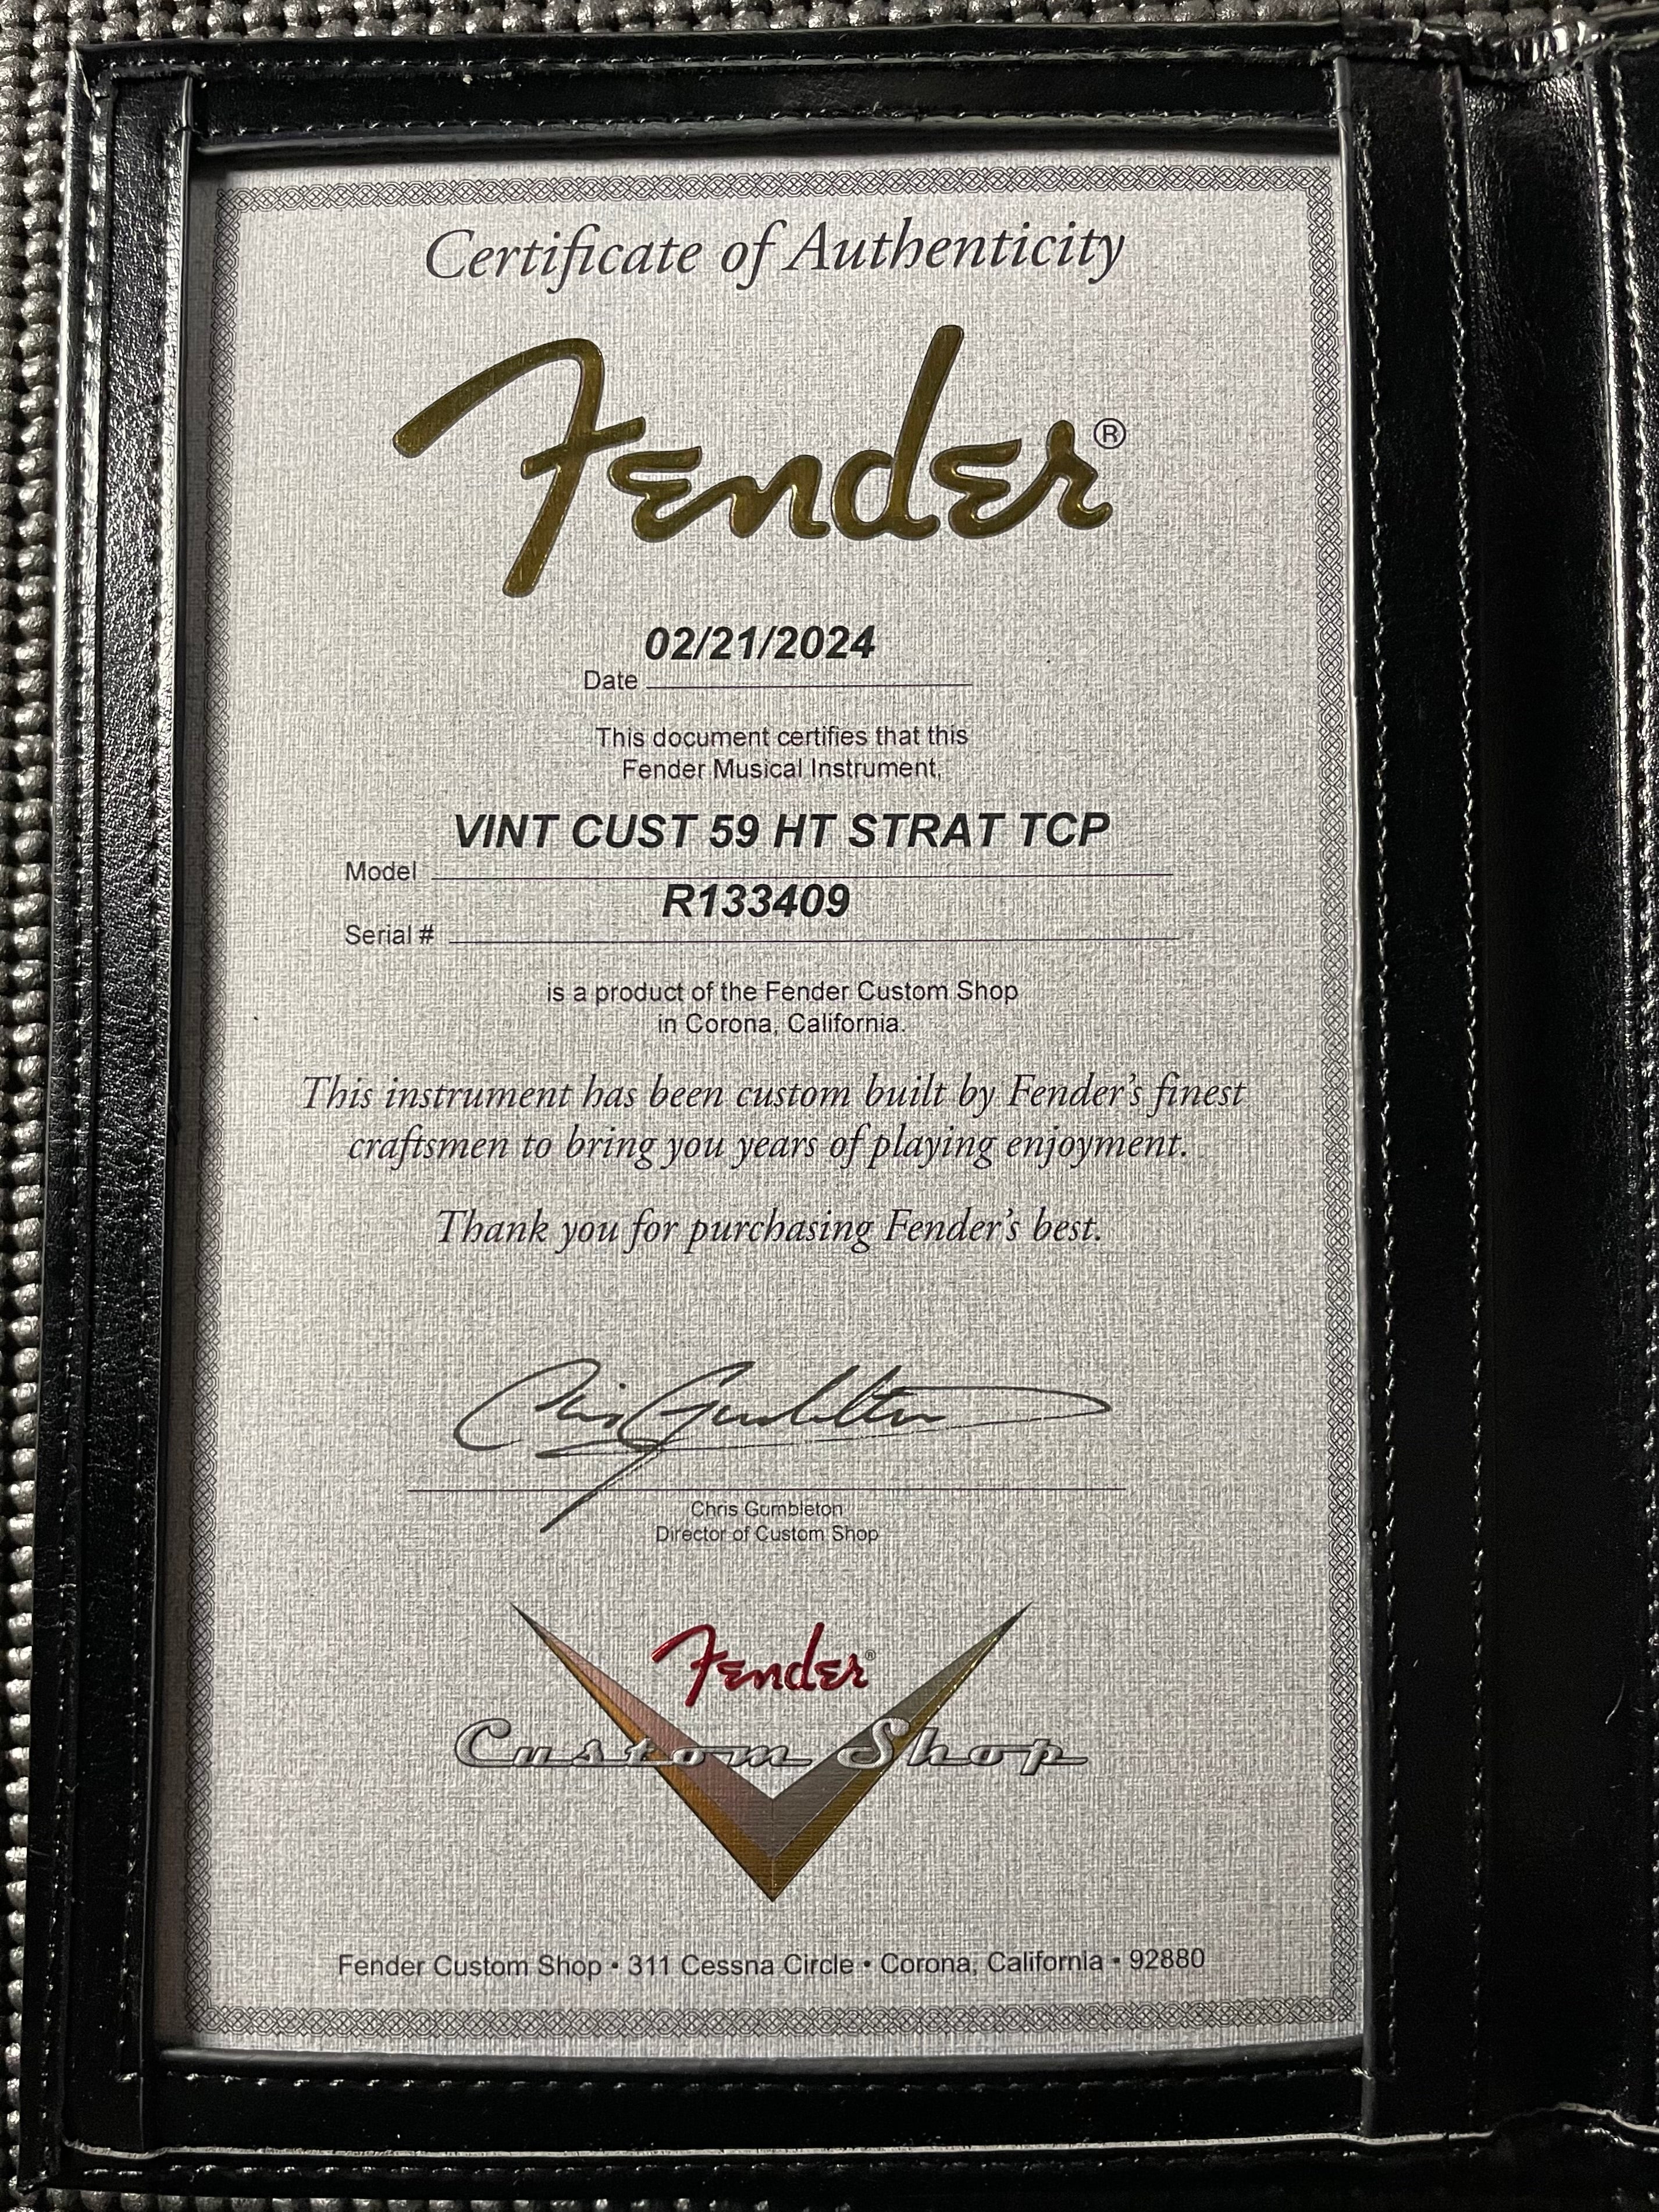 Certificate of Authenticity
Fender®
02/21/2024
Date
This document certifies that this
Fender Musical Instrument,
VINT CUST 59 HT STRAT TCP
Model
R133409
Serial #
is a product of the Fender Custom Shop
in Corona, California.
This instrument has been custom built by Fender's finest
craftsmen to bring you years of playing enjoyment.
Thank you for purchasing Fender's best.
Chris Gumbleton
Chris Gumbleton
Director of Custom Shop
Fender®
Custom Shop
Fender Custom Shop • 311 Cessna Circle • Corona, California • 92880